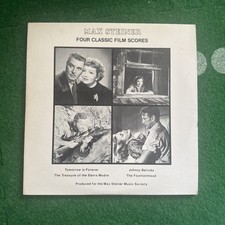 MAX STEINER
FOUR CLASSIC FILM SCORES
Tomorrow is Forever
Johnny Belinda
The Treasure of the Sierra Madre
The Fountainhead
Produced for the Max Steiner Music Society